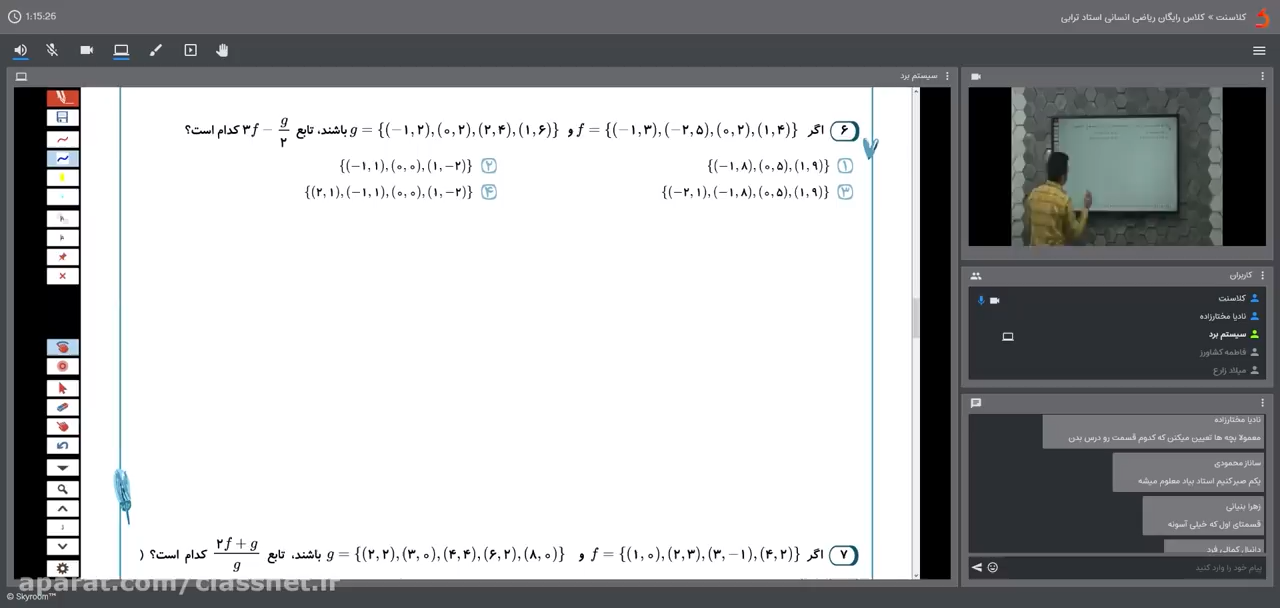 1:15:26
کلاسنت » کلاس رایگان ریاضی انسانی استاد ترابی
سیستم برد
۶ اگر f = {(−۱,۳),(−۲,۵),(۰,۲),(۱,۴)} و g = {(−۱,۲),(۰,۲),(۲,۴),(۱,۶)} باشند، تابع ۳f − g/۲ کدام است؟
۱ {(−۱,۸),(۰,۵),(۱,۹)}
۲ {(−۱,۱),(۰,۰),(۱,−۲)}
۳ {(−۲,۱),(−۱,۸),(۰,۵),(۱,۹)}
۴ {(۲,۱),(−۱,۱),(۰,۰),(۱,−۲)}
۷ اگر f = {(۱,۰),(۲,۳),(۳,−۱),(۴,۲)} و g = {(۲,۲),(۳,۰),(۴,۴),(۶,۲),(۸,۰)} باشند، تابع (۲f + g)/g کدام است؟ (
کاربران
کلاسنت
نادیا مختارزاده
سیستم برد
فاطمه کشاورز
میلاد زارع
نادیا مختارزاده
معمولا بچه ها تعیین میکنن که کدوم قسمت رو درس بدن
ساناز محمودی
یکم صبر کنیم استاد بیاد معلوم میشه
زهرا بنیانی
قسمتای اول که خیلی آسونه
دانیال کمالی فرد
پیام خود را وارد کنید
aparat.com/classnet.ir
© Skyroom™